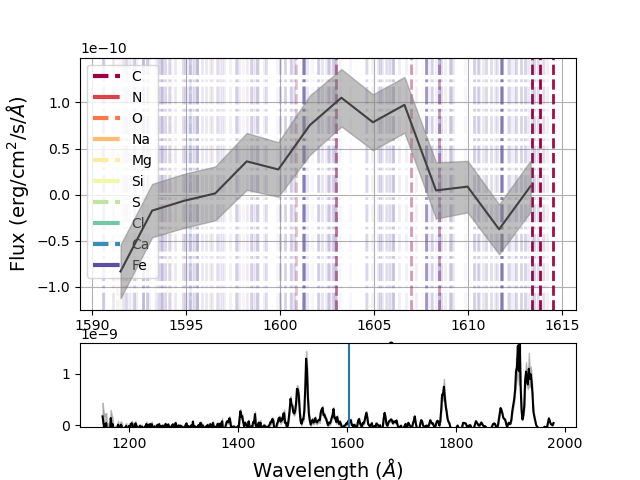 1e−10
Flux (erg/cm²/s/Å)
1.0
0.5
0.0
−0.5
−1.0
C
N
O
Na
Mg
Si
S
Cl
Ca
Fe
1590 1595 1600 1605 1610 1615
1e−9
1
0
1200 1400 1600 1800 2000
Wavelength (Å)